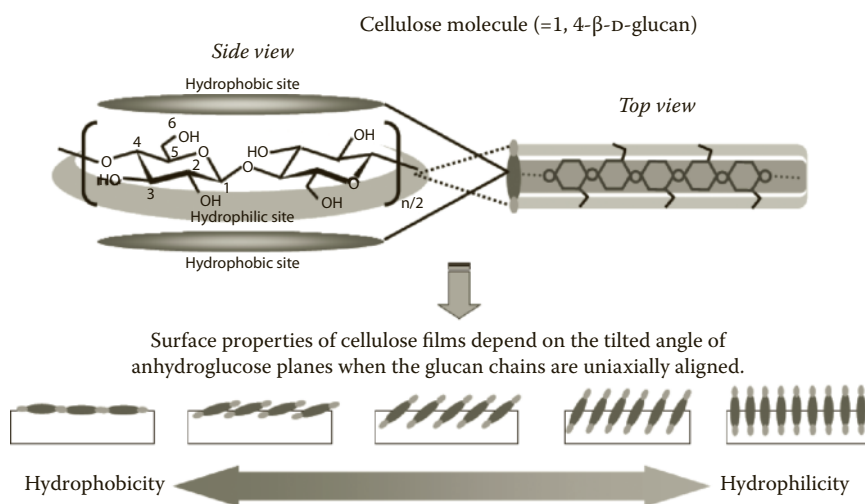 Cellulose molecule (=1, 4-β-D-glucan)
Side view
Hydrophobic site
Top view
6
OH
4
5
O
HO
OH
O
2
O
HO
3
OH
1
O
OH
n/2
Hydrophilic site
Hydrophobic site
Surface properties of cellulose films depend on the tilted angle of
anhydroglucose planes when the glucan chains are uniaxially aligned.
Hydrophobicity
Hydrophilicity